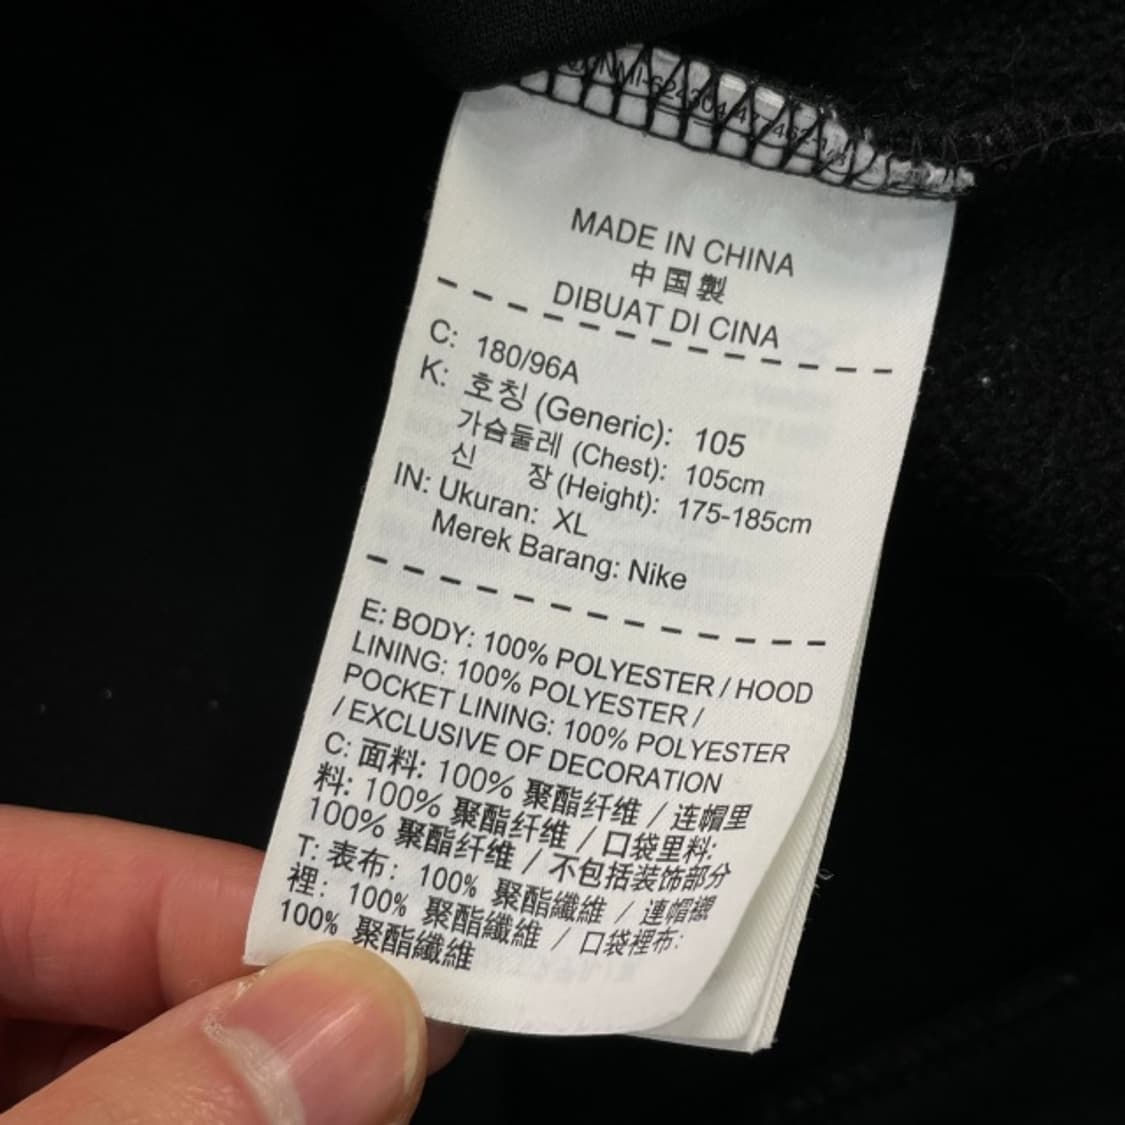 MADE IN CHINA
中国製
DIBUAT DI CINA
C: 180/96A
K: 호칭 (Generic): 105
가슴둘레 (Chest): 105cm
신 장 (Height): 175-185cm
IN: Ukuran: XL
Merek Barang: Nike
E: BODY: 100% POLYESTER / HOOD
LINING: 100% POLYESTER /
POCKET LINING: 100% POLYESTER
/ EXCLUSIVE OF DECORATION
C: 面料: 100% 聚酯纤维 / 连帽里
料: 100% 聚酯纤维 / 口袋里料:
100% 聚酯纤维 / 不包括装饰部分
T: 表布: 100% 聚酯纖維 / 連帽襯
裡: 100% 聚酯纖維 / 口袋裡布:
100% 聚酯纖維